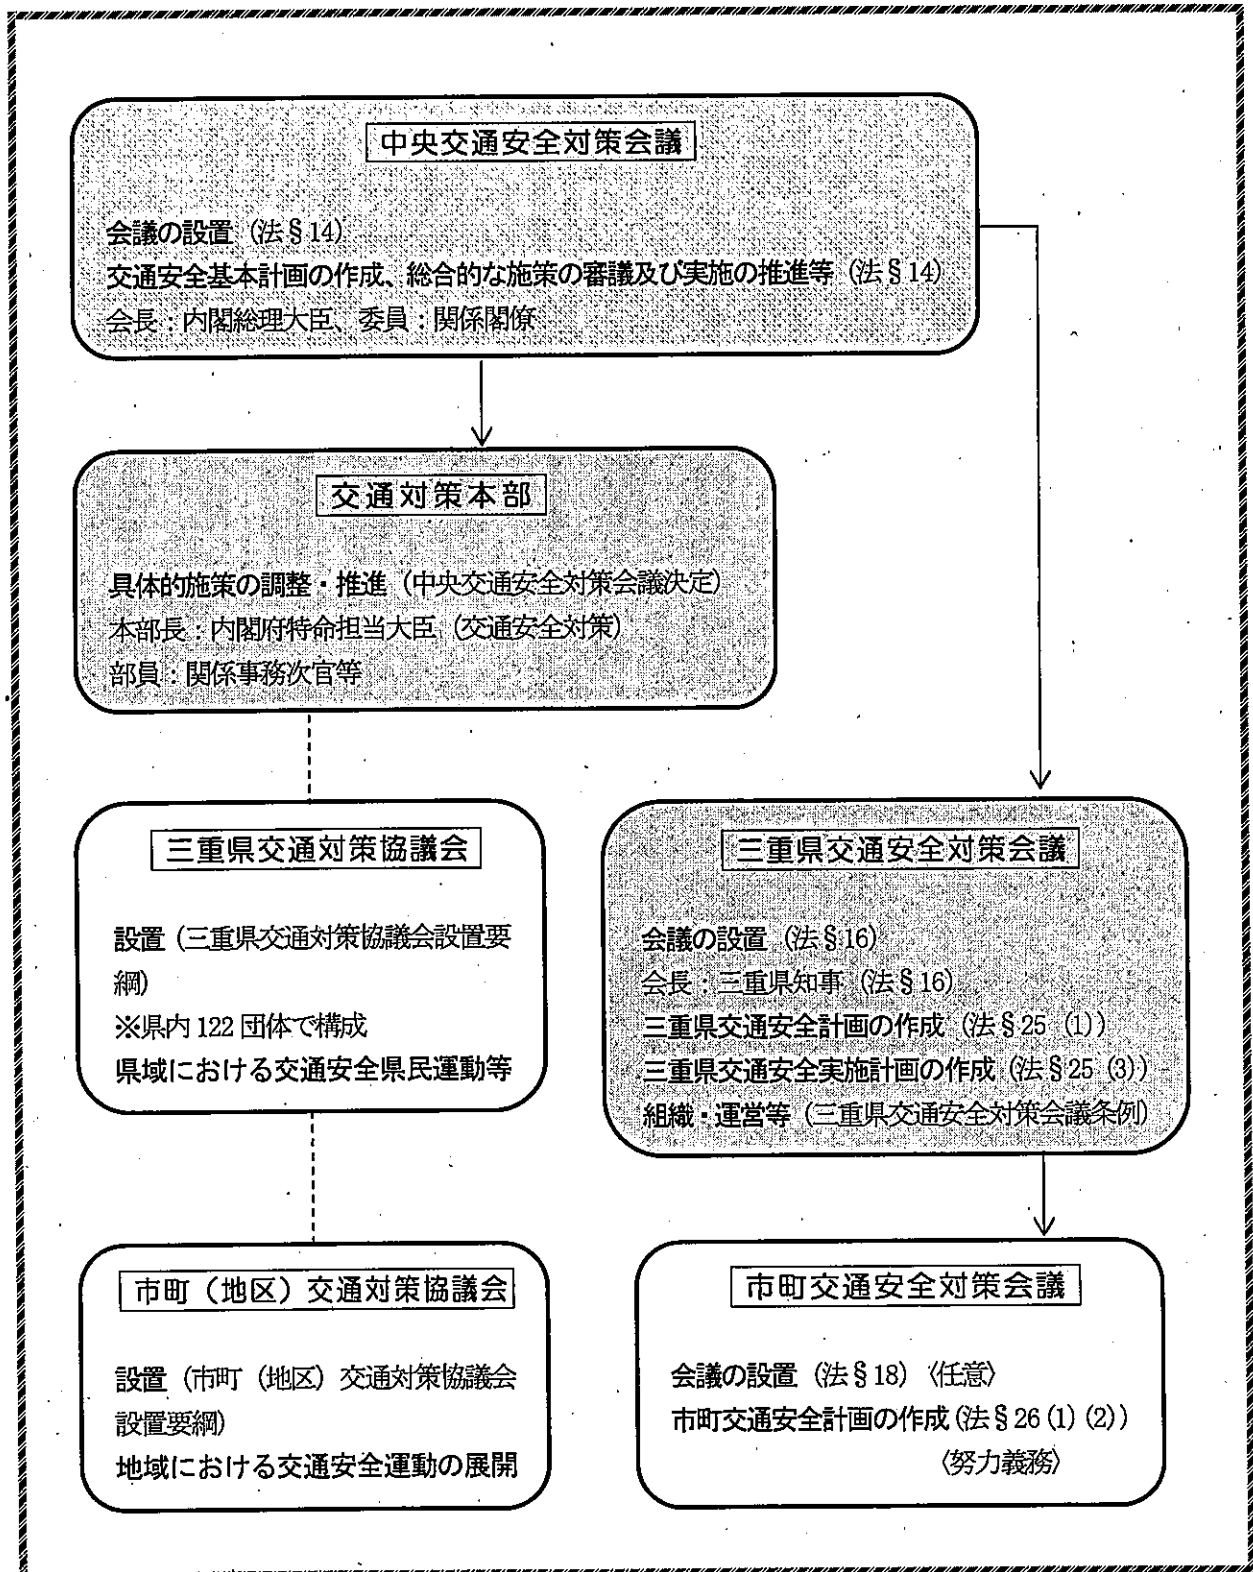 中央交通安全対策会議
会議の設置（法§14）
交通安全基本計画の作成、総合的な施策の審議及び実施の推進等（法§14）
会長：内閣総理大臣、委員：関係閣僚
交通対策本部
具体的施策の調整・推進（中央交通安全対策会議決定）
本部長：内閣府特命担当大臣（交通安全対策）
部員：関係事務次官等
三重県交通対策協議会
設置（三重県交通対策協議会設置要
綱）
※県内122団体で構成
県域における交通安全県民運動等
三重県交通安全対策会議
会議の設置（法§16）
会長：三重県知事（法§16）
三重県交通安全計画の作成（法§25（1））
三重県交通安全実施計画の作成（法§25（3））
組織・運営等（三重県交通安全対策会議条例）
市町（地区）交通対策協議会
設置（市町（地区）交通対策協議会
設置要綱）
地域における交通安全運動の展開
市町交通安全対策会議
会議の設置（法§18）〈任意〉
市町交通安全計画の作成（法§26（1）（2））
〈努力義務〉